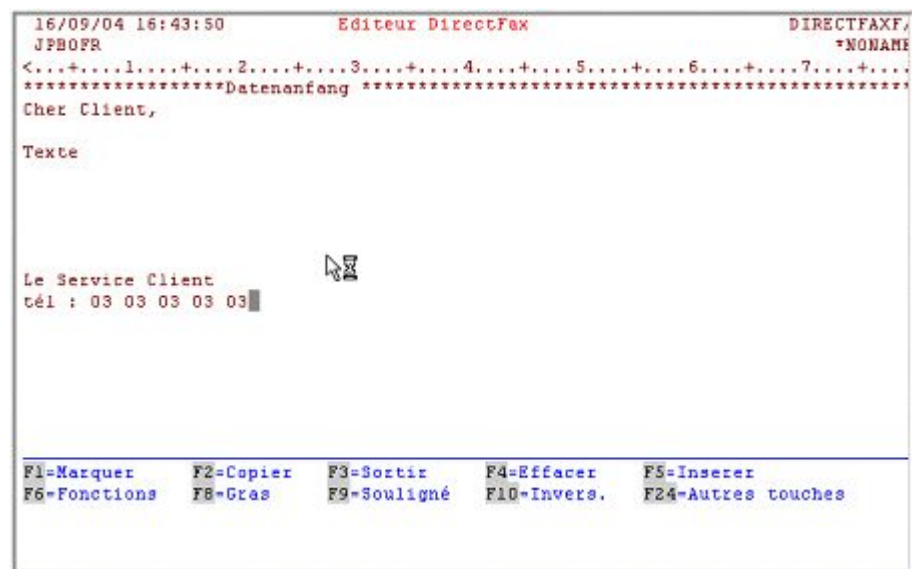 16/09/04 16:43:50 Editeur DirectFax DIRECTFAXF/
JPBOFR *NONAME
<...+....1....+....2....+....3....+....4....+....5....+....6....+....7....+....
******************Datenanfang **************************************************
Cher Client,
Texte
Le Service Client
tél : 03 03 03 03 03
F1=Marquer F2=Copier F3=Sortir F4=Effacer F5=Inserer
F6=Fonctions F8=Gras F9=Souligné F10=Invers. F24=Autres touches